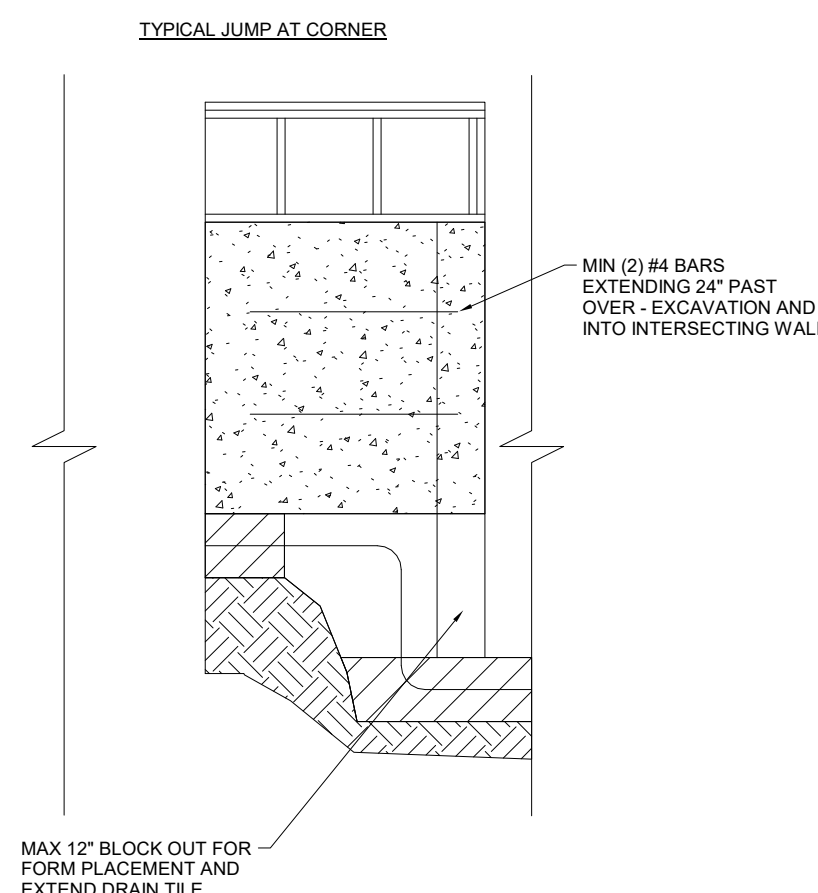 TYPICAL JUMP AT CORNER
MIN (2) #4 BARS
EXTENDING 24" PAST
OVER - EXCAVATION AND
INTO INTERSECTING WALL
MAX 12" BLOCK OUT FOR
FORM PLACEMENT AND
EXTEND DRAIN TILE